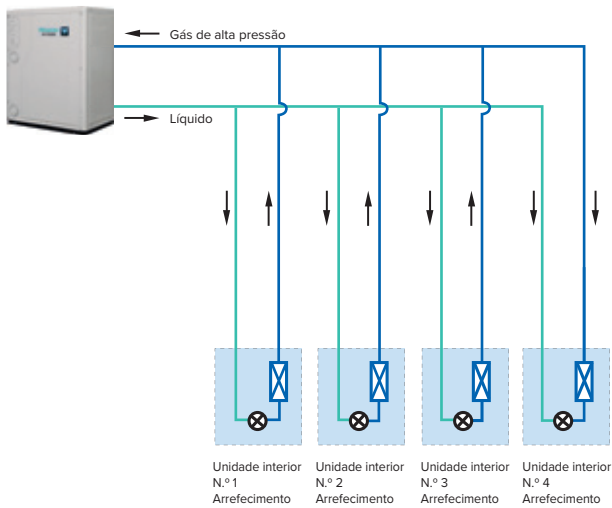 Gás de alta pressão
Líquido
Unidade interior
N.º 1
Arrefecimento
Unidade interior
N.º 2
Arrefecimento
Unidade interior
N.º 3
Arrefecimento
Unidade interior
N.º 4
Arrefecimento